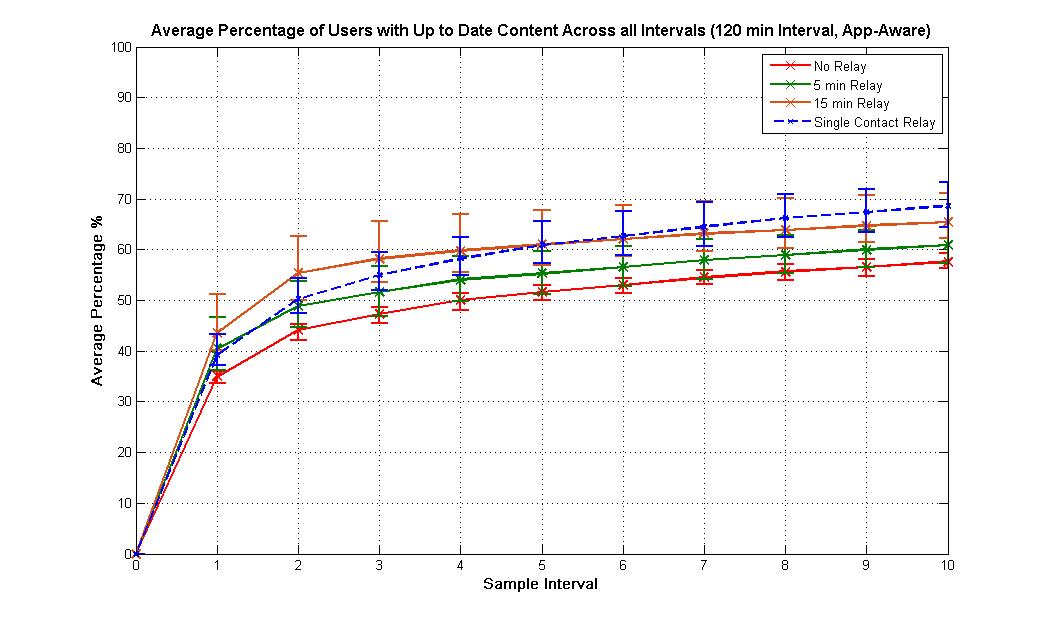 Average Percentage of Users with Up to Date Content Across all Intervals (120 min Interval, App-Aware)
No Relay
5 min Relay
15 min Relay
Single Contact Relay
Average Percentage %
100
90
80
70
60
50
40
30
20
10
0
0 1 2 3 4 5 6 7 8 9 10
Sample Interval